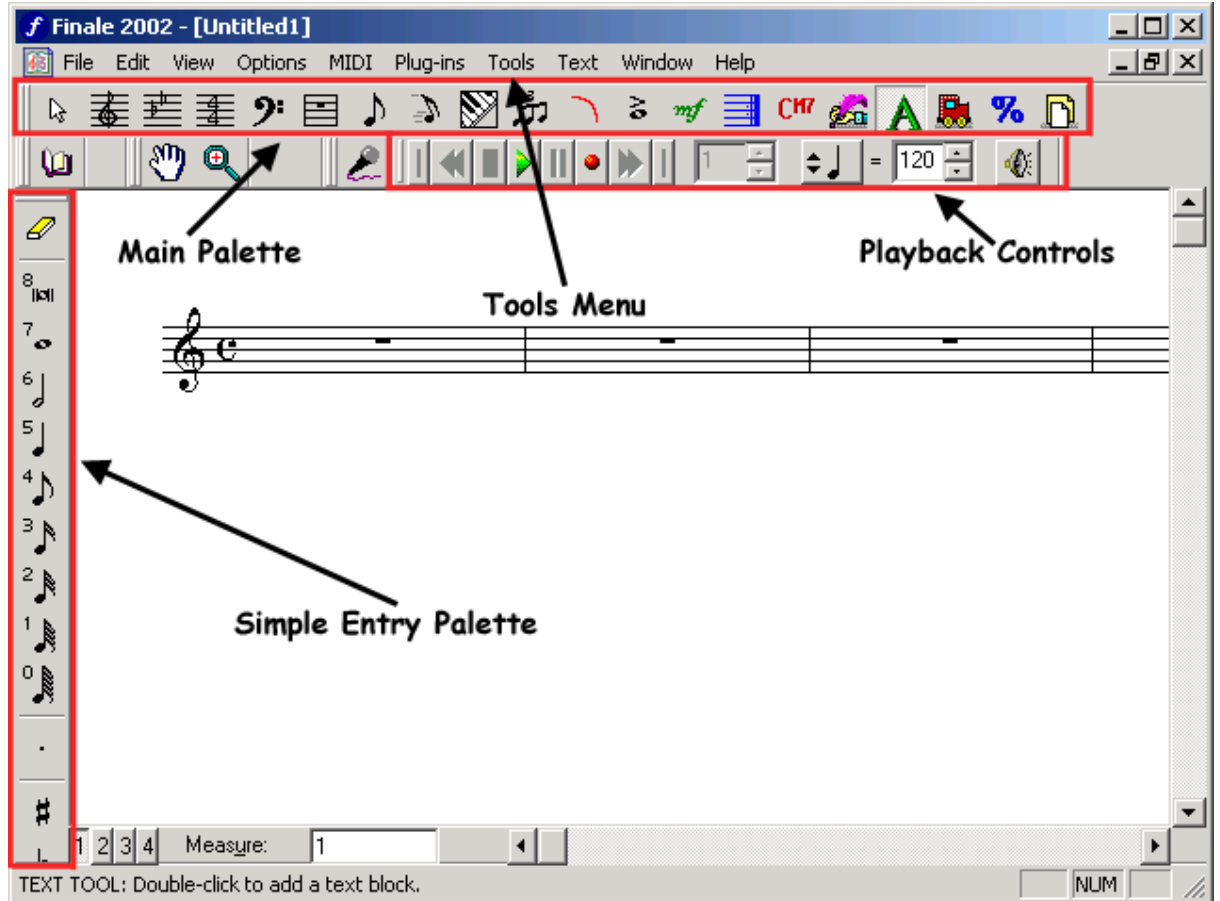 Finale 2002 - [Untitled1]
File Edit View Options MIDI Plug-ins Tools Text Window Help
CM7
mf
%
A
1
= 120
Main Palette
Playback Controls
Tools Menu
8
7
6
5
4
3
2
1
0
Simple Entry Palette
1 2 3 4 Measure: 1
TEXT TOOL: Double-click to add a text block.
NUM